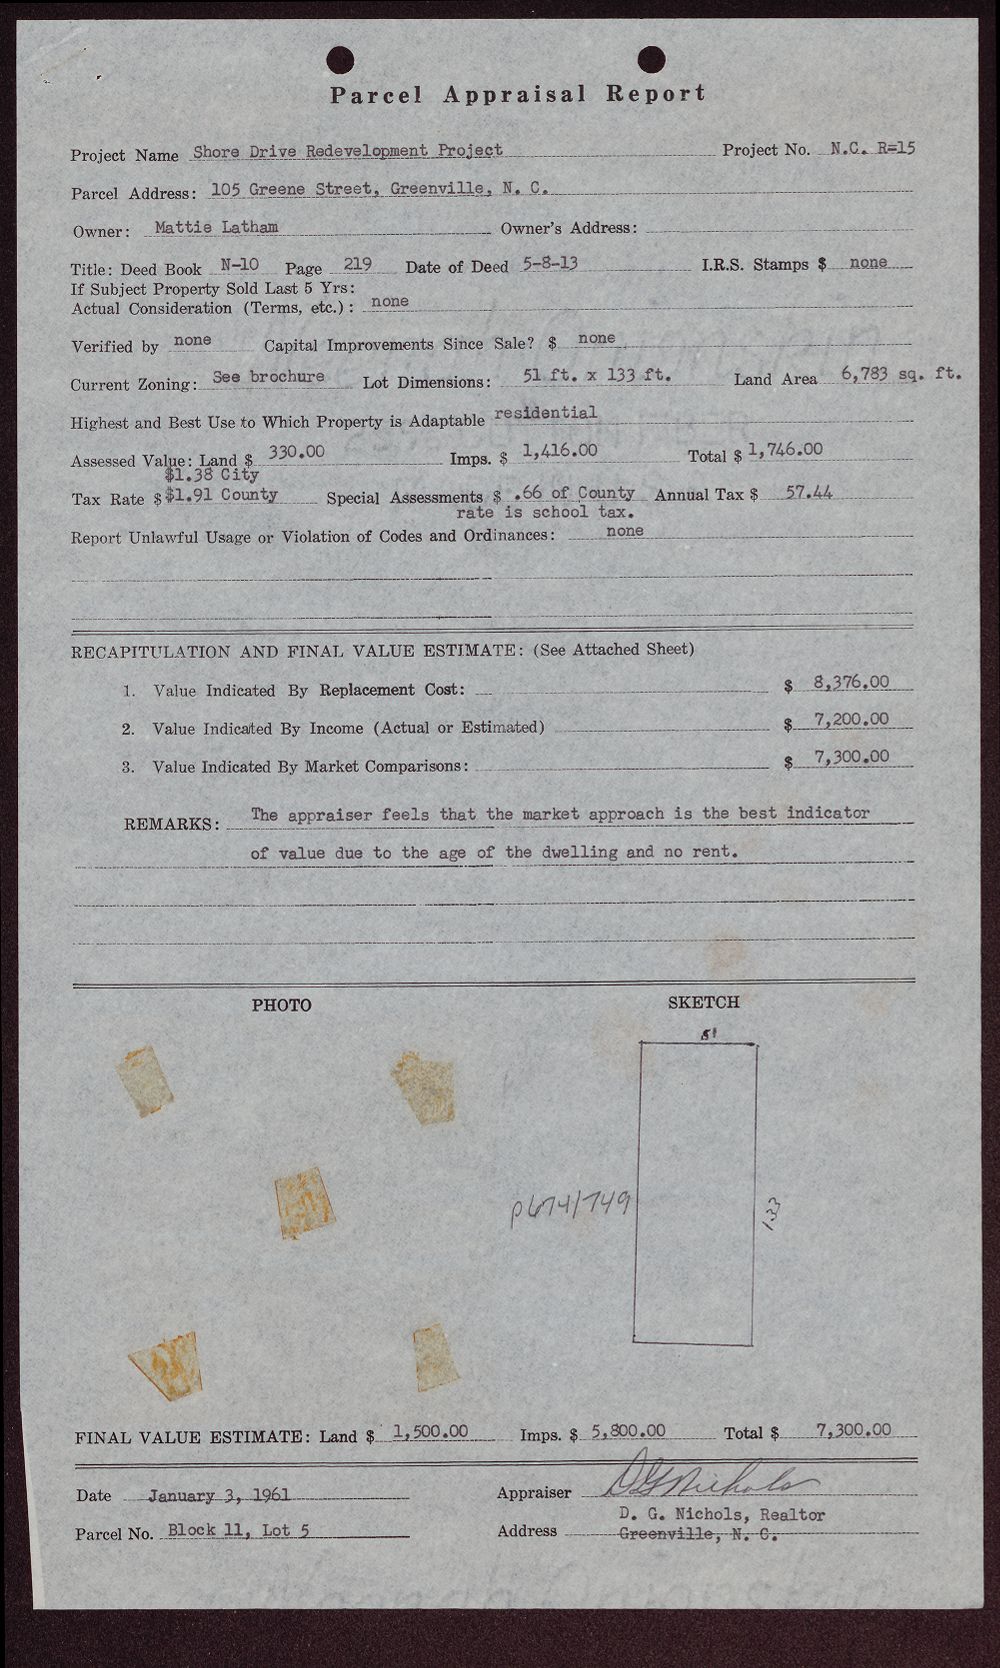 Parcel Appraisal Report
Project Name Shore Drive Redevelopment Project Project No. N.C. R=15
Parcel Address: 105 Greene Street, Greenville, N. C.
Owner: Mattie Latham Owner's Address:
Title: Deed Book N-10 Page 219 Date of Deed 5-8-13 I.R.S. Stamps $ none
If Subject Property Sold Last 5 Yrs:
Actual Consideration (Terms, etc.): none
Verified by none Capital Improvements Since Sale? $ none
Current Zoning: See brochure Lot Dimensions: 51 ft. x 133 ft. Land Area 6,783 sq. ft.
Highest and Best Use to Which Property is Adaptable residential
Assessed Value: Land $ 330.00 Imps. $ 1,416.00 Total $ 1,746.00
$1.38 City
Tax Rate $ $1.91 County Special Assessments $ .66 of County Annual Tax $ 57.44
rate is school tax.
Report Unlawful Usage or Violation of Codes and Ordinances: none
RECAPITULATION AND FINAL VALUE ESTIMATE: (See Attached Sheet)
1. Value Indicated By Replacement Cost: $ 8,376.00
2. Value Indicated By Income (Actual or Estimated) $ 7,200.00
3. Value Indicated By Market Comparisons: $ 7,300.00
REMARKS: The appraiser feels that the market approach is the best indicator
of value due to the age of the dwelling and no rent.
PHOTO SKETCH
51
p674/749
133
FINAL VALUE ESTIMATE: Land $ 1,500.00 Imps. $ 5,800.00 Total $ 7,300.00
Date January 3, 1961 Appraiser D G Nichols
D. G. Nichols, Realtor
Parcel No. Block 11, Lot 5 Address Greenville, N. C.